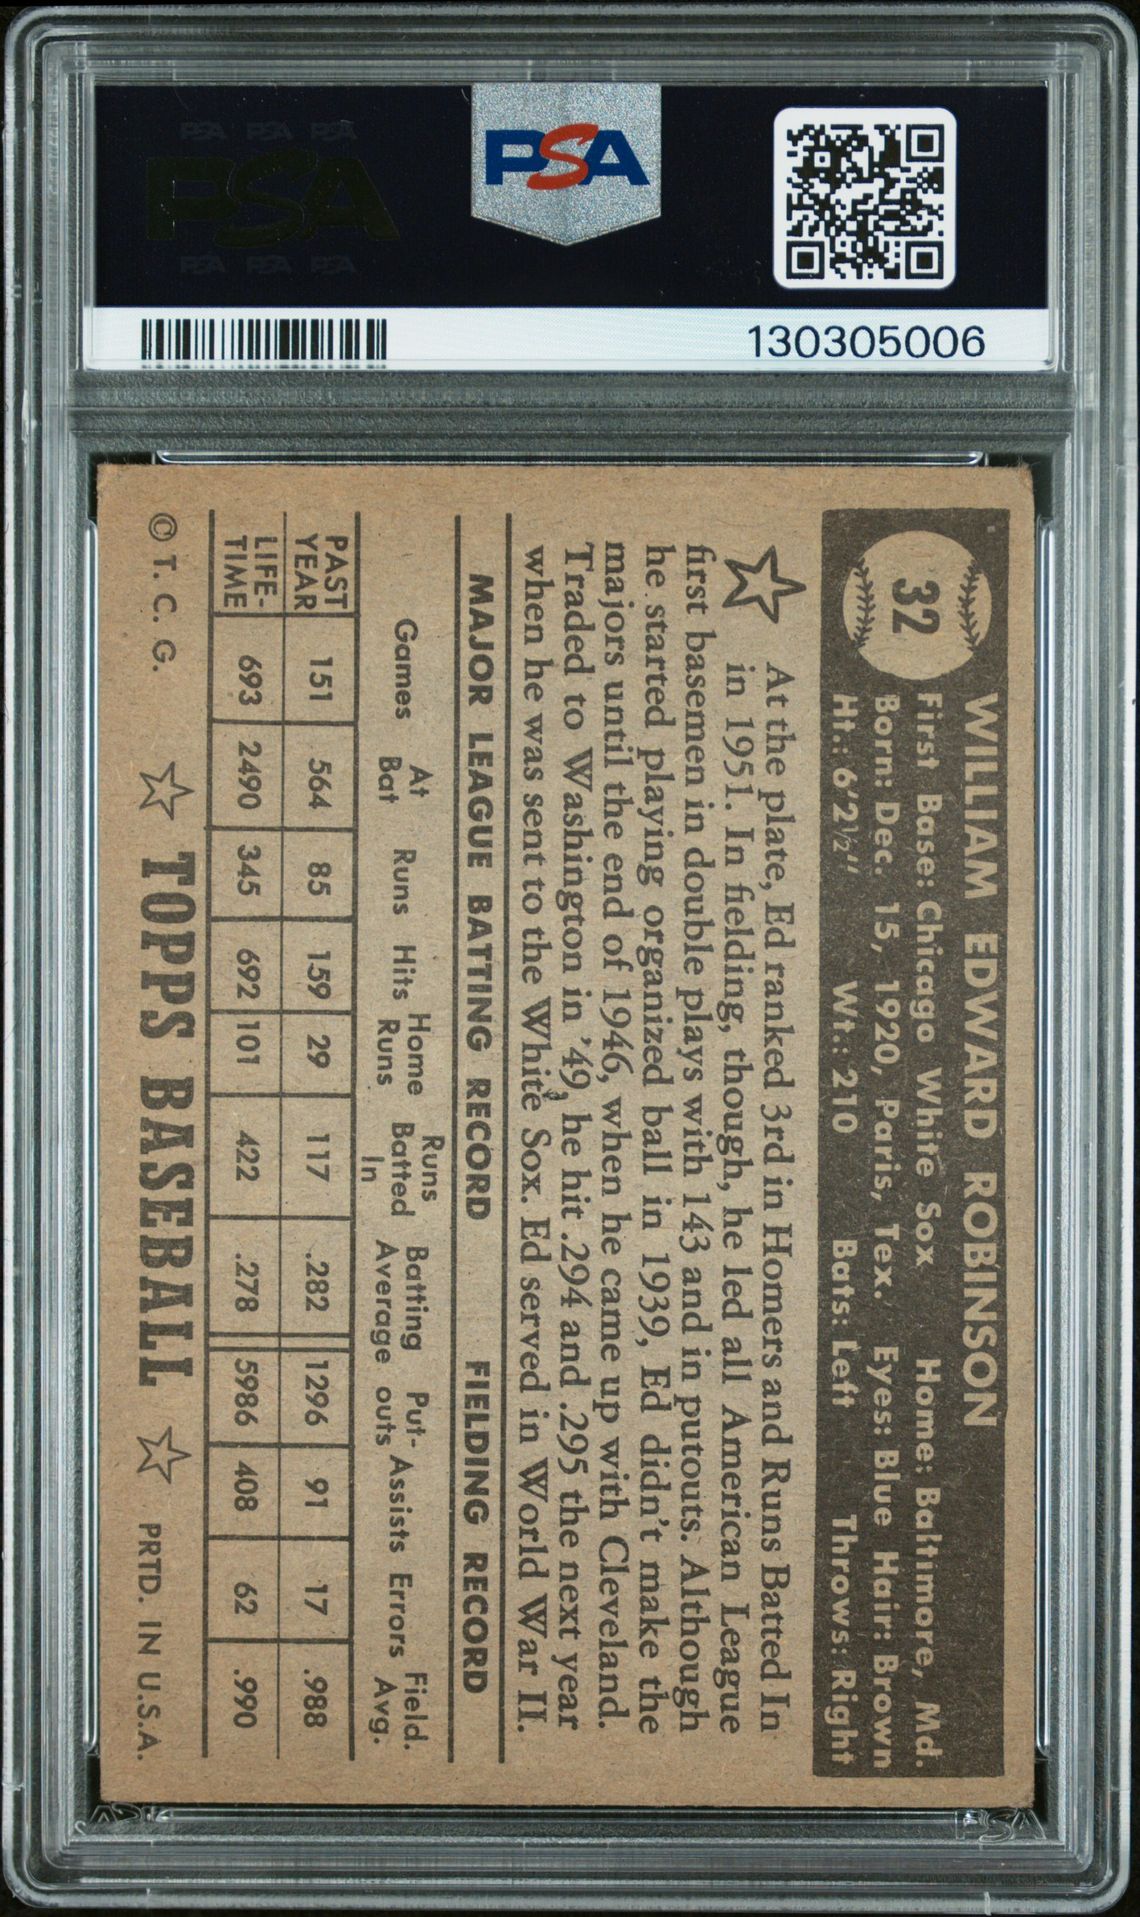 PSA PSA PSA
PSA
PSA PSA PSA
PSA
130305006
32
WILLIAM EDWARD ROBINSON
First Base: Chicago White Sox Home: Baltimore, Md.
Born: Dec. 15, 1920, Paris, Tex. Eyes: Blue Hair: Brown
Ht.: 6'2½" Wt.: 210 Bats: Left Throws: Right
At the plate, Ed ranked 3rd in Homers and Runs Batted In
in 1951. In fielding, though, he led all American League
first basemen in double plays with 143 and in putouts. Although
he started playing organized ball in 1939, Ed didn't make the
majors until the end of 1946, when he came up with Cleveland.
Traded to Washington in '49, he hit .294 and .295 the next year
when he was sent to the White Sox. Ed served in World War II.
MAJOR LEAGUE BATTING RECORD FIELDING RECORD
Games At Bat Runs Hits Home Runs Runs Batted In Batting Average Put-outs Assists Errors Field. Avg.
PAST YEAR 151 564 85 159 29 117 .282 1296 91 17 .988
LIFE-TIME 693 2490 345 692 101 422 .278 5986 408 62 .990
© T. C. G. TOPPS BASEBALL PRTD. IN U.S.A.
PSA